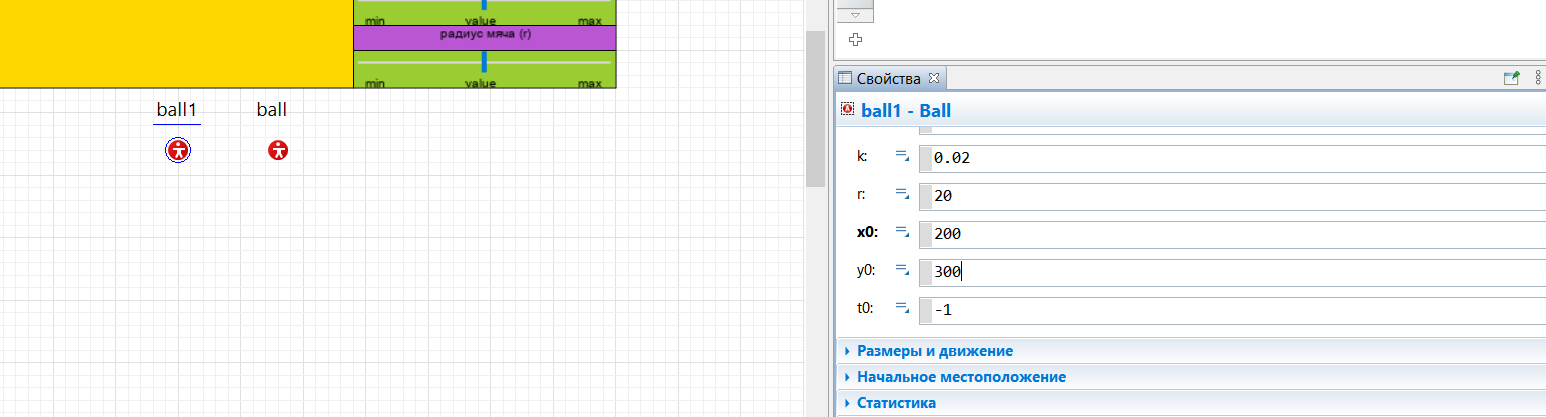 min value max
радиус мяча (r)
min value max
ball1 ball
Свойства
ball1 - Ball
k: 0.02
r: 20
x0: 200
y0: 300
t0: -1
Размеры и движение
Начальное местоположение
Статистика